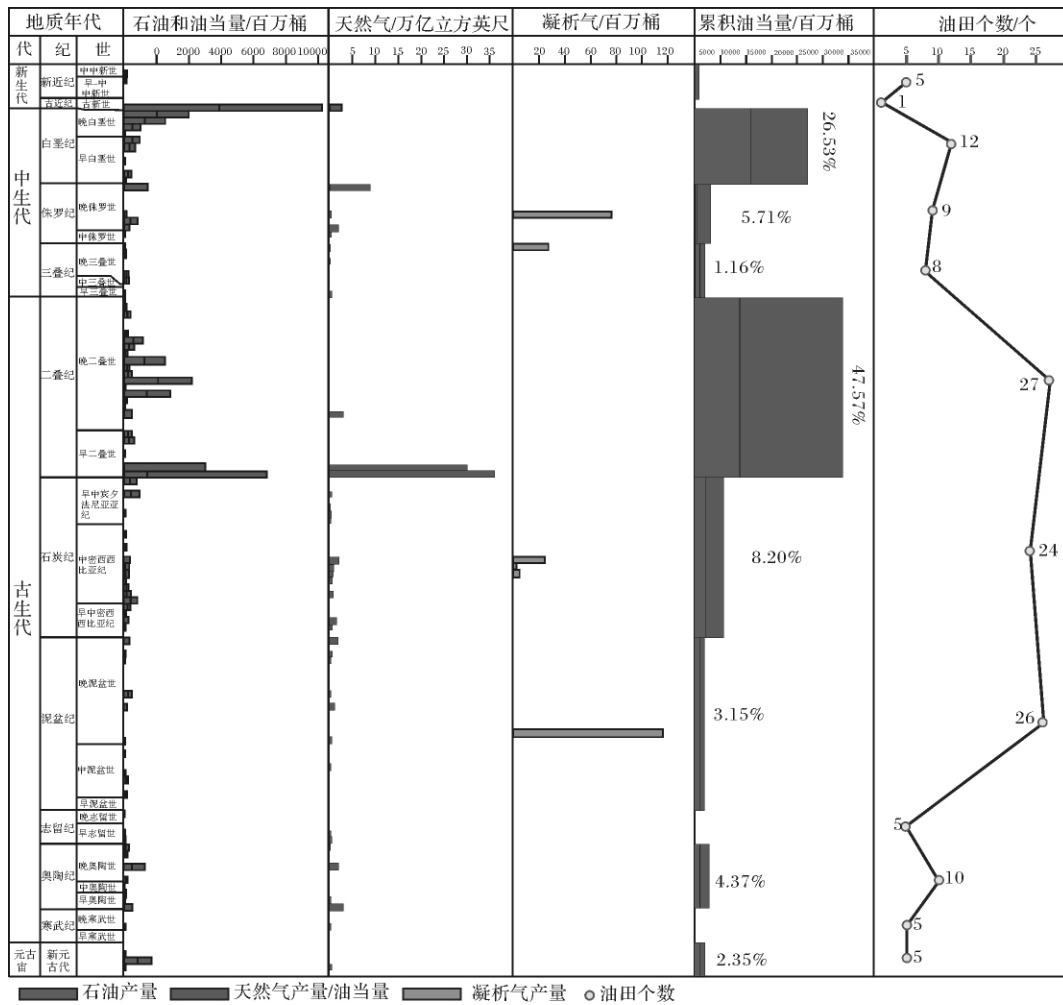 地质年代 石油和油当量/百万桶 天然气/万亿立方英尺 凝析气/百万桶 累积油当量/百万桶 油田个数/个
代 纪 世 0 2000 4000 6000 8000 10000 5 10 15 20 25 30 35 20 40 60 80 100 120 5000 10000 15000 20000 25000 30000 35000 5 10 15 20 25
新生代
新近纪
中中新世
早-中
中新世
5
古近纪 古新世
1
中生代
白垩纪
晚白垩世
早白垩世
26.53%
12
侏罗纪
晚侏罗世
中侏罗世
5.71%
9
三叠纪
晚三叠世
中三叠世
早三叠世
1.16%
8
古生代
二叠纪
晚二叠世
早二叠世
47.57%
27
石炭纪
早中宾夕
法尼亚亚
纪
中密西西
比亚纪
早中密西
西比亚纪
8.20%
24
泥盆纪
晚泥盆世
中泥盆世
早泥盆世
3.15%
26
志留纪
晚志留世
早志留世
5
奥陶纪
晚奥陶世
中奥陶世
早奥陶世
4.37%
10
寒武纪
晚寒武世
早寒武世
5
元古宙
新元
古代
2.35%
5
石油产量 天然气产量/油当量 凝析气产量 油田个数